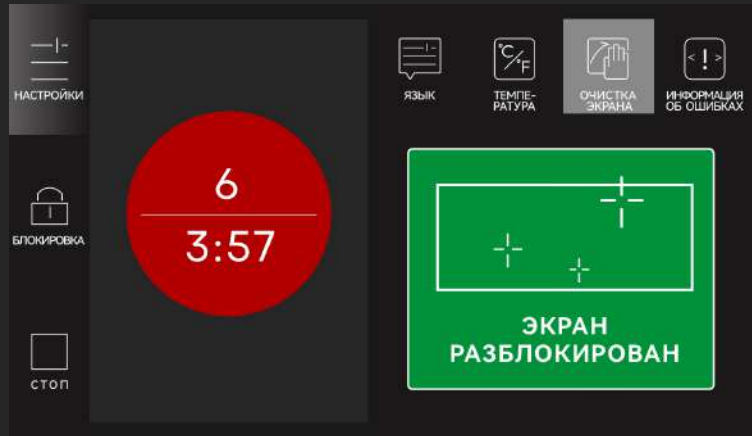 НАСТРОЙКИ
БЛОКИРОВКА
СТОП
6
3:57
ЯЗЫК
°C/°F
ТЕМПЕ-
РАТУРА
ОЧИСТКА
ЭКРАНА
<!>
ИНФОРМАЦИЯ
ОБ ОШИБКАХ
ЭКРАН
РАЗБЛОКИРОВАН